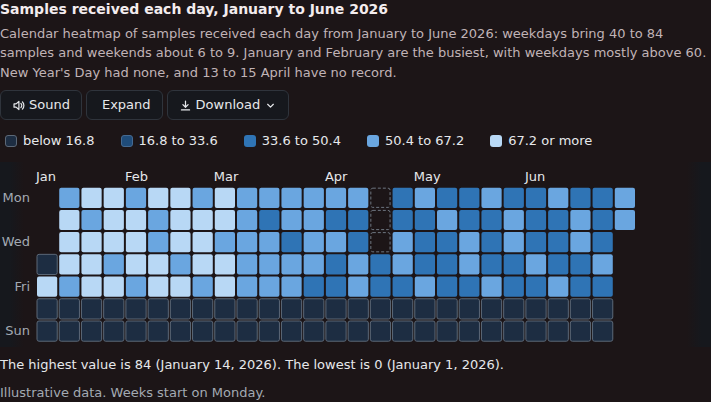 Samples received each day, January to June 2026
Calendar heatmap of samples received each day from January to June 2026: weekdays bring 40 to 84
samples and weekends about 6 to 9. January and February are the busiest, with weekdays mostly above 60.
New Year's Day had none, and 13 to 15 April have no record.
Sound Expand Download
below 16.8 16.8 to 33.6 33.6 to 50.4 50.4 to 67.2 67.2 or more
Jan Feb Mar Apr May Jun
Mon
Wed
Fri
Sun
The highest value is 84 (January 14, 2026). The lowest is 0 (January 1, 2026).
Illustrative data. Weeks start on Monday.